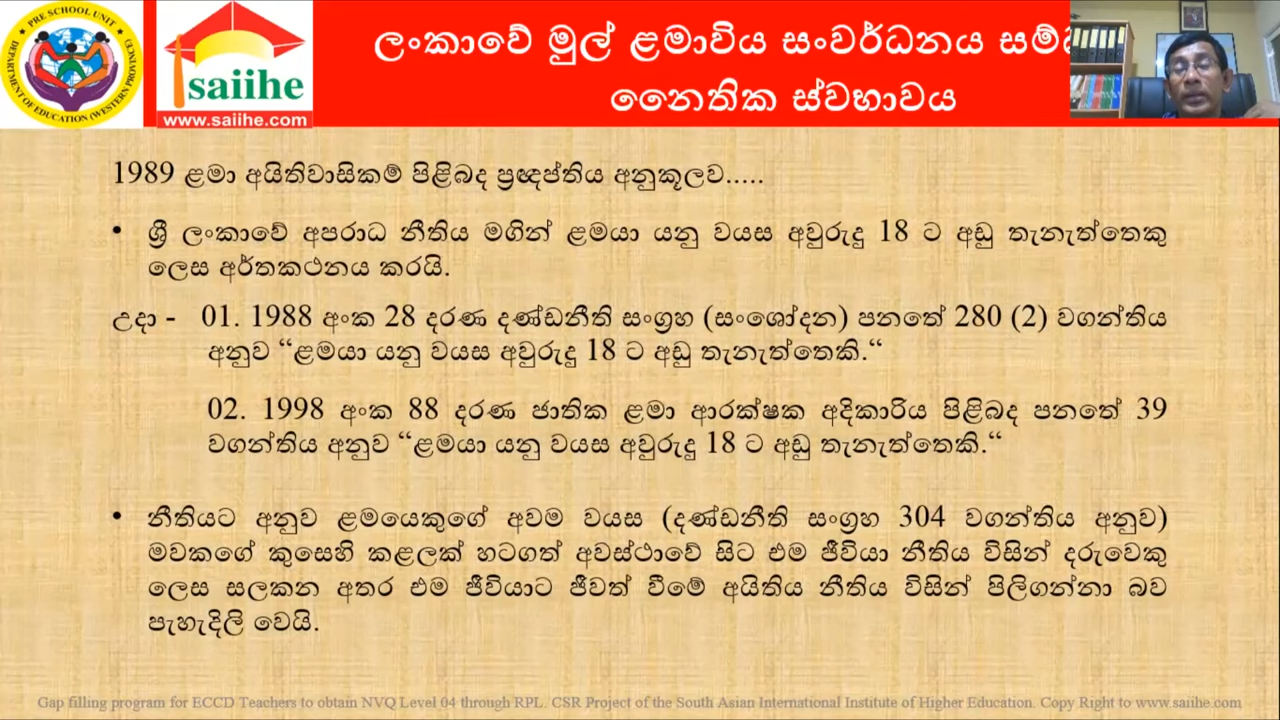 PRE SCHOOL UNIT
DEPARTMENT OF EDUCATION (WESTERN PROVINCE)
saiihe
www.saiihe.com
ලංකාවේ මුල් ළමාවිය සංවර්ධනය
නෛතික ස්වභාවය
1989 ළමා අයිතිවාසිකම් පිළිබද ප්‍රඥප්තිය අනුකූලව.....
• ශ්‍රී ලංකාවේ අපරාධ නීතිය මගින් ළමයා යනු වයස අවුරුදු 18 ට අඩු තැනැත්තෙකු
ලෙස අර්තකථනය කරයි.
උදා - 01. 1988 අංක 28 දරණ දණ්ඩනීති සංග්‍රහ (සංශෝදන) පනතේ 280 (2) වගන්තිය
අනුව “ළමයා යනු වයස අවුරුදු 18 ට අඩු තැනැත්තෙකි.“
02. 1998 අංක 88 දරණ ජාතික ළමා ආරක්ෂක අදිකාරිය පිළිබද පනතේ 39
වගන්තිය අනුව “ළමයා යනු වයස අවුරුදු 18 ට අඩු තැනැත්තෙකි.“
• නීතියට අනුව ළමයෙකුගේ අවම වයස (දණ්ඩනීති සංග්‍රහ 304 වගන්තිය අනුව)
මවකගේ කුසෙහි කළලක් හටගත් අවස්ථාවේ සිට එම ජීවියා නීතිය විසින් දරුවෙකු
ලෙස සලකන අතර එම ජීවියාට ජීවත් වීමේ අයිතිය නීතිය විසින් පිලිගන්නා බව
පැහැදිලි වෙයි.
Gap filling program for ECCD Teachers to obtain NVQ Level 04 through RPL. CSR Project of the South Asian International Institute of Higher Education. Copy Right to www.saiihe.com